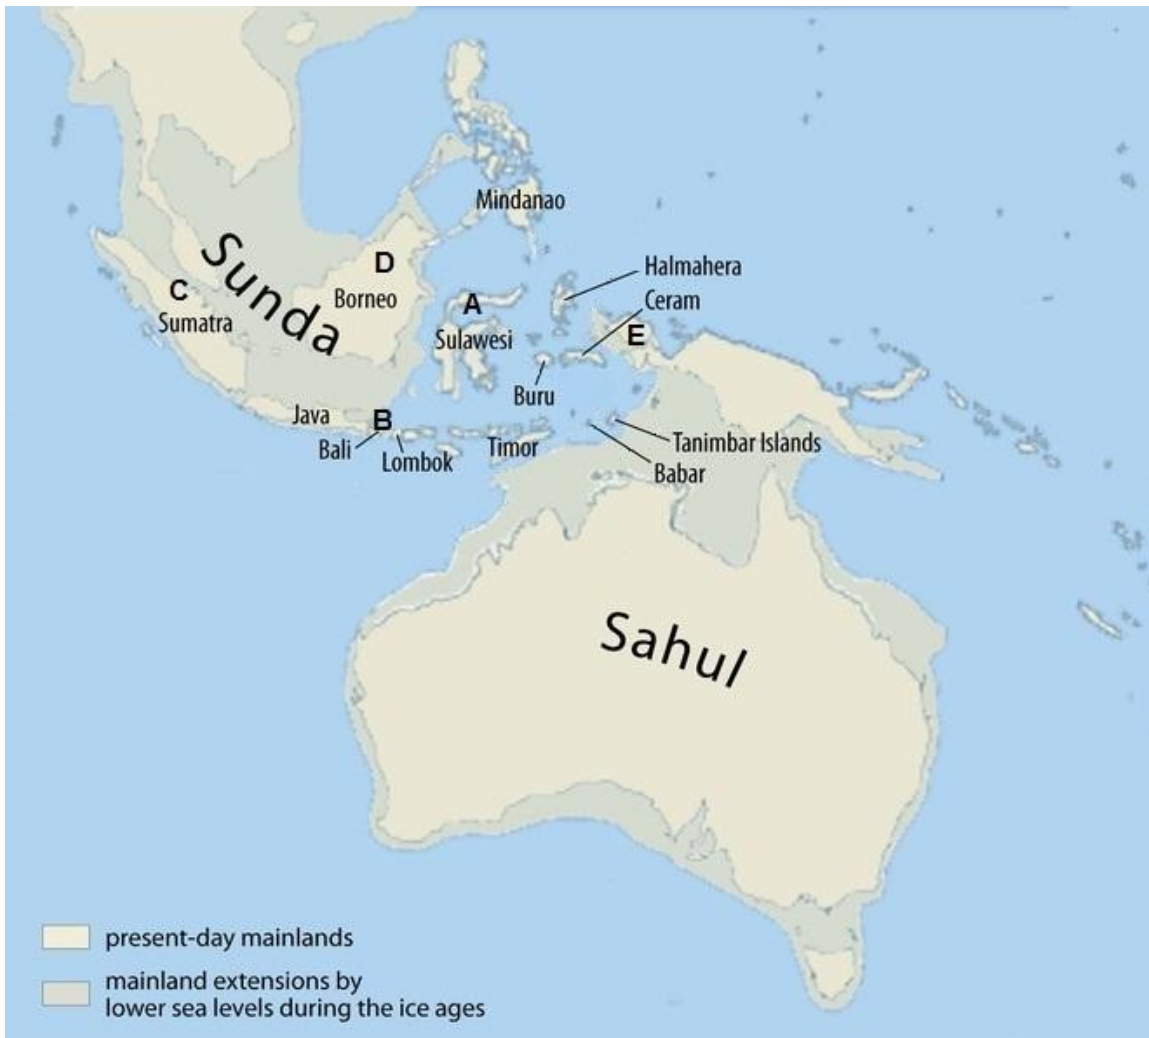 Mindanao
Sunda
D
Halmahera
C
Borneo
A
Ceram
Sumatra
Sulawesi
E
Buru
Java
B
Bali
Lombok
Timor
Tanimbar Islands
Babar
Sahul
present-day mainlands
mainland extensions by
lower sea levels during the ice ages